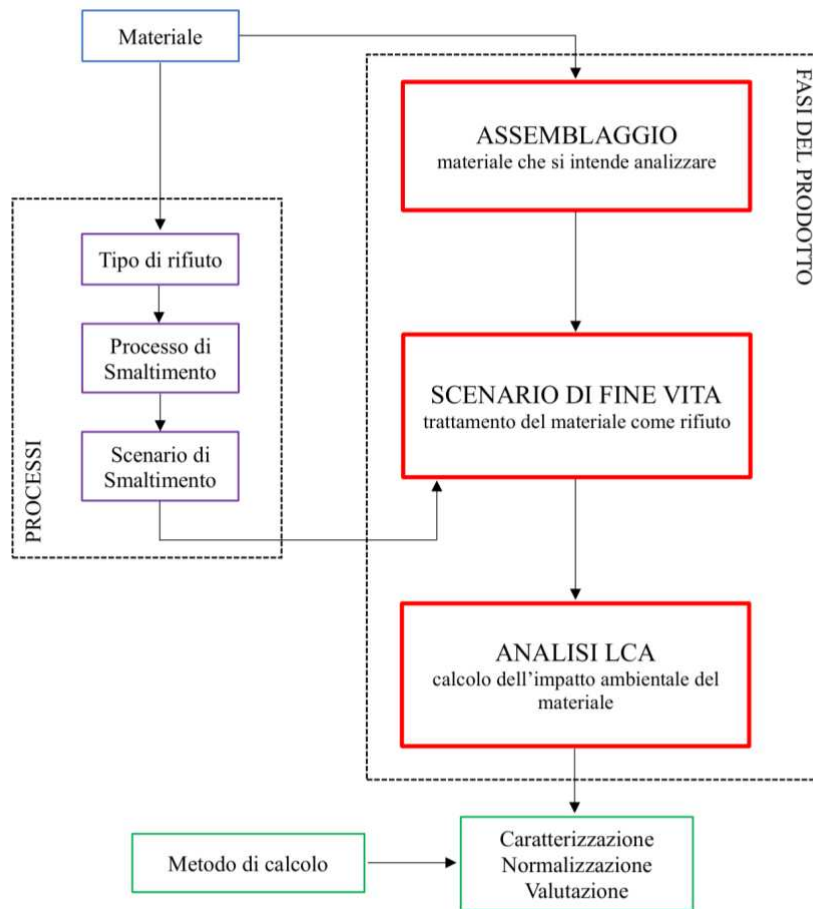 Materiale
FASI DEL PRODOTTO
ASSEMBLAGGIO
materiale che si intende analizzare
PROCESSI
Tipo di rifiuto
Processo di
Smaltimento
Scenario di
Smaltimento
SCENARIO DI FINE VITA
trattamento del materiale come rifiuto
ANALISI LCA
calcolo dell’impatto ambientale del
materiale
Metodo di calcolo
Caratterizzazione
Normalizzazione
Valutazione